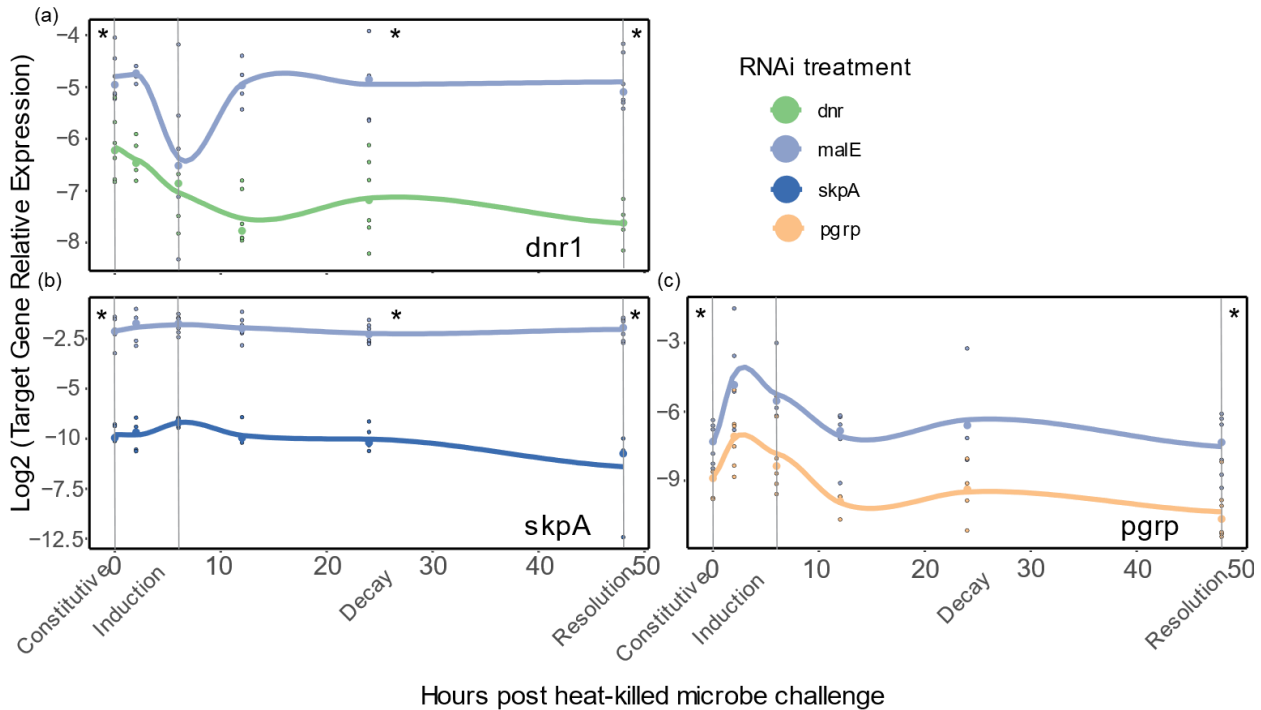 (a)
Log2 (Target Gene Relative Expression)
* * *
−4
−5
−6
−7
−8
dnr1
RNAi treatment
dnr
malE
skpA
pgrp
(b)
* * *
−2.5
−5
−10
−7.5
−12.5
skpA
0 10 20 30 40 50
Constitutive Induction Decay Resolution
(c)
* *
−3
−6
−9
pgrp
0 10 20 30 40 50
Constitutive Induction Decay Resolution
Hours post heat-killed microbe challenge